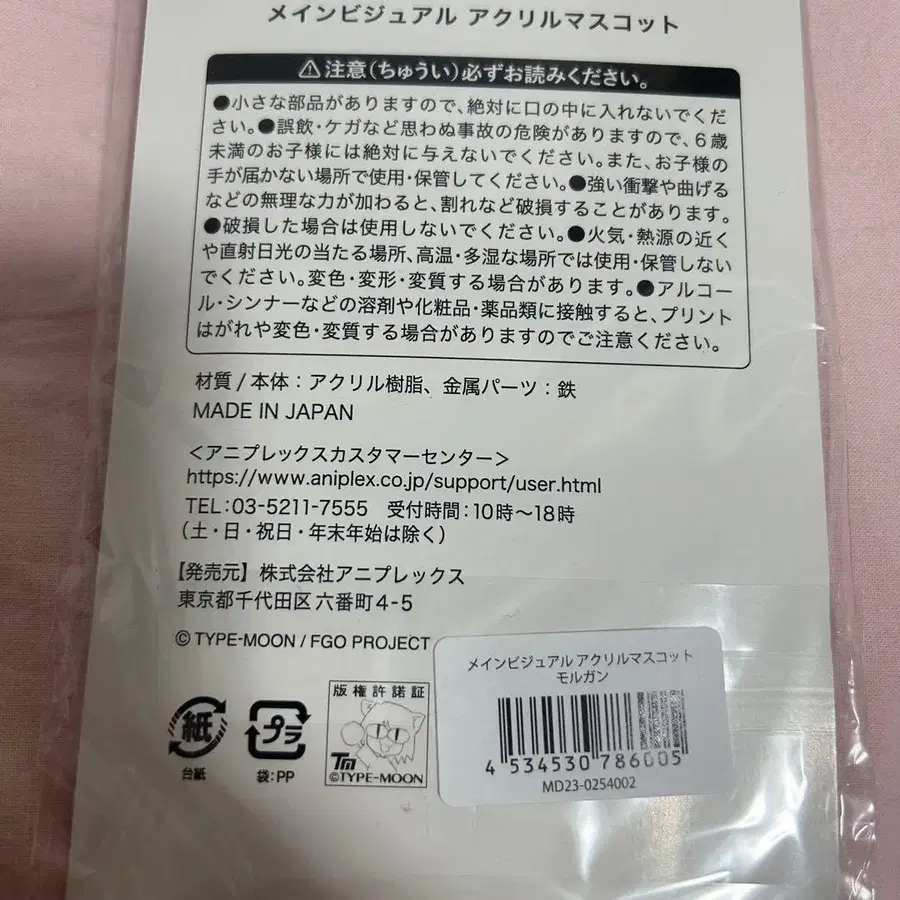 メインビジュアル アクリルマスコット
⚠注意(ちゅうい)必ずお読みください。
●小さな部品がありますので、絶対に口の中に入れないでくだ
さい。●誤飲・ケガなど思わぬ事故の危険がありますので、6歳
未満のお子様には絶対に与えないでください。また、お子様の
手が届かない場所で使用・保管してください。●強い衝撃や曲げる
などの無理な力が加わると、割れなど破損することがあります。
●破損した場合は使用しないでください。●火気・熱源の近く
や直射日光の当たる場所、高温・多湿な場所では使用・保管しない
でください。変色・変形・変質する場合があります。●アルコー
ル・シンナーなどの溶剤や化粧品・薬品類に接触すると、プリント
はがれや変色・変質する場合がありますのでご注意ください。
材質/本体:アクリル樹脂、金属パーツ:鉄
MADE IN JAPAN
<アニプレックスカスタマーセンター>
https://www.aniplex.co.jp/support/user.html
TEL:03-5211-7555 受付時間:10時~18時
(土・日・祝日・年末年始は除く)
【発売元】株式会社アニプレックス
東京都千代田区六番町4-5
© TYPE-MOON / FGO PROJECT
メインビジュアル アクリルマスコット
モルガン
4 534530 786005
MD23-0254002
紙
台紙
プラ
袋:PP
版権許諾証
TM
©TYPE-MOON